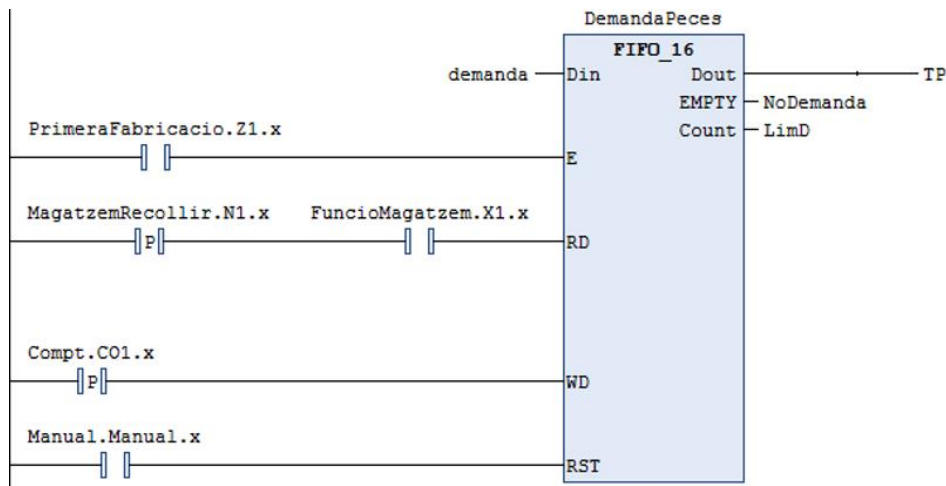 DemandaPeces
FIFO_16
demanda Din Dout TP
EMPTY NoDemanda
PrimeraFabricacio.Z1.x Count LimD
E
MagatzemRecollir.N1.x FuncioMagatzem.X1.x
P RD
Compt.CO1.x
P WD
Manual.Manual.x
RST